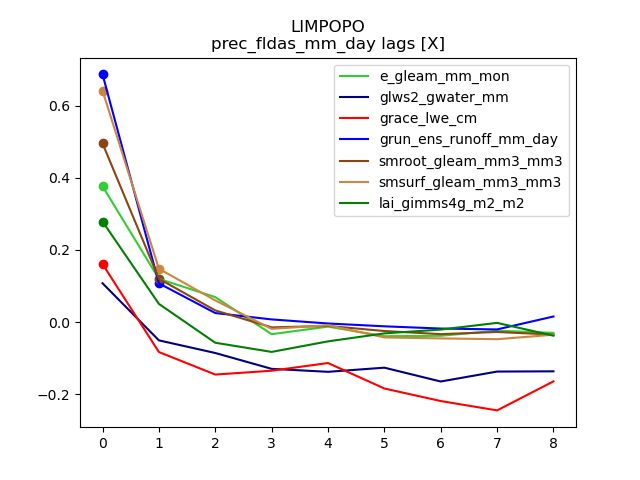 LIMPOPO
prec_fldas_mm_day lags [X]
e_gleam_mm_mon
glws2_gwater_mm
grace_lwe_cm
grun_ens_runoff_mm_day
smroot_gleam_mm3_mm3
smsurf_gleam_mm3_mm3
lai_gimms4g_m2_m2
0.6
0.4
0.2
0.0
−0.2
0 1 2 3 4 5 6 7 8